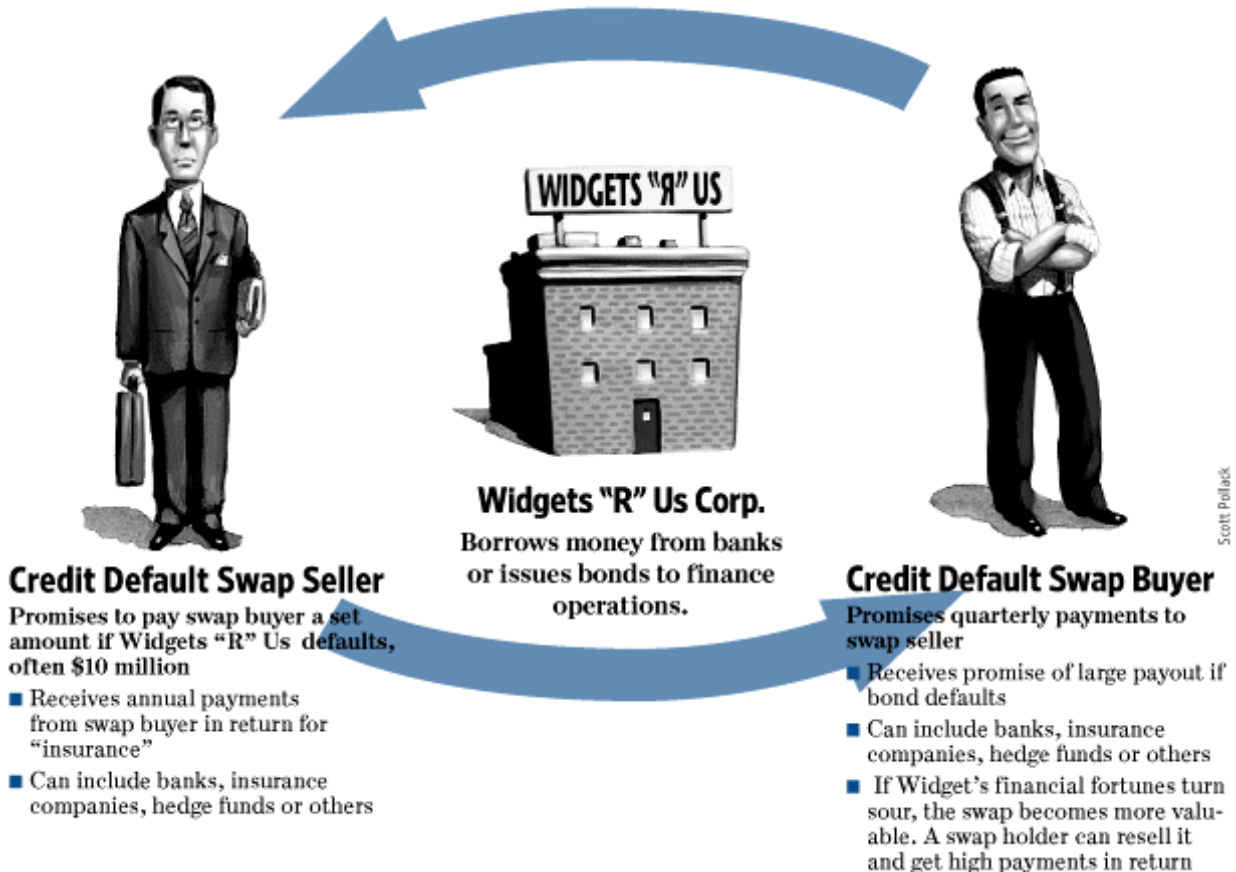 WIDGETS "Я" US
Widgets "R" Us Corp.
Borrows money from banks
or issues bonds to finance
operations.
Scott Pollack
Credit Default Swap Seller
Promises to pay swap buyer a set
amount if Widgets "R" Us defaults,
often $10 million
■ Receives annual payments
from swap buyer in return for
"insurance"
■ Can include banks, insurance
companies, hedge funds or others
Credit Default Swap Buyer
Promises quarterly payments to
swap seller
■ Receives promise of large payout if
bond defaults
■ Can include banks, insurance
companies, hedge funds or others
■ If Widget's financial fortunes turn
sour, the swap becomes more valu-
able. A swap holder can resell it
and get high payments in return